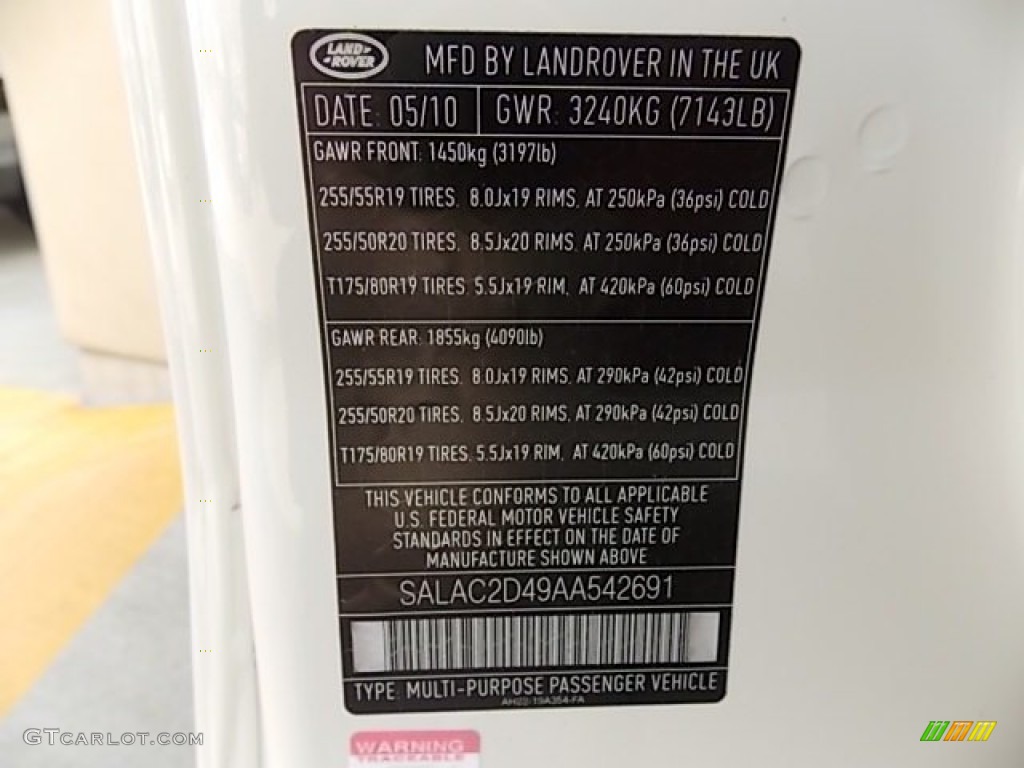 LAND ROVER MFD BY LANDROVER IN THE UK
DATE: 05/10 GWR: 3240KG (7143LB)
GAWR FRONT: 1450kg (3197lb)
255/55R19 TIRES, 8.0Jx19 RIMS, AT 250kPa (36psi) COLD
255/50R20 TIRES, 8.5Jx20 RIMS, AT 250kPa (36psi) COLD
T175/80R19 TIRES, 5.5Jx19 RIM, AT 420kPa (60psi) COLD
GAWR REAR: 1855kg (4090lb)
255/55R19 TIRES, 8.0Jx19 RIMS, AT 290kPa (42psi) COLD
255/50R20 TIRES, 8.5Jx20 RIMS, AT 290kPa (42psi) COLD
T175/80R19 TIRES, 5.5Jx19 RIM, AT 420kPa (60psi) COLD
THIS VEHICLE CONFORMS TO ALL APPLICABLE
U.S. FEDERAL MOTOR VEHICLE SAFETY
STANDARDS IN EFFECT ON THE DATE OF
MANUFACTURE SHOWN ABOVE
SALAC2D49AA542691
TYPE: MULTI-PURPOSE PASSENGER VEHICLE
AH22-19A354-FA
WARNING
TRACEABLE
GTCARLOT.COM